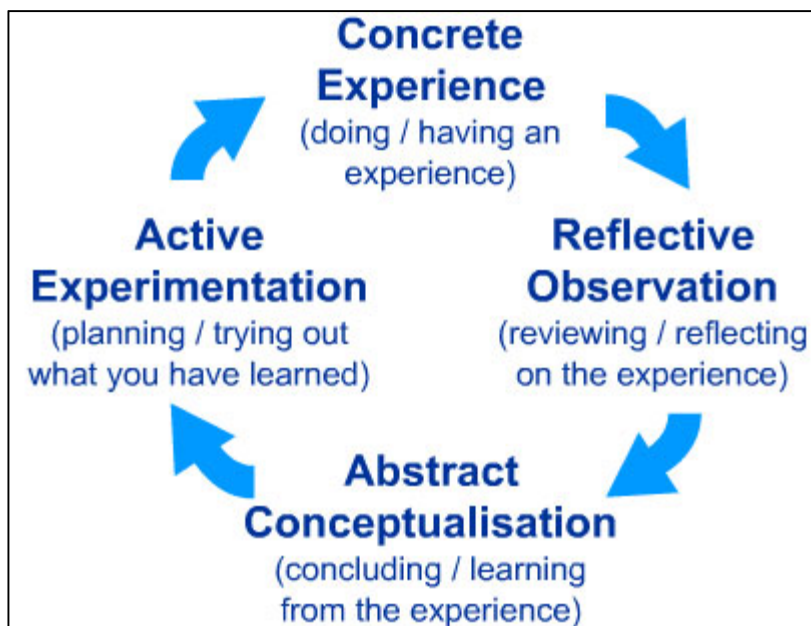 Concrete
Experience
(doing / having an
experience)
Reflective
Observation
(reviewing / reflecting
on the experience)
Abstract
Conceptualisation
(concluding / learning
from the experience)
Active
Experimentation
(planning / trying out
what you have learned)